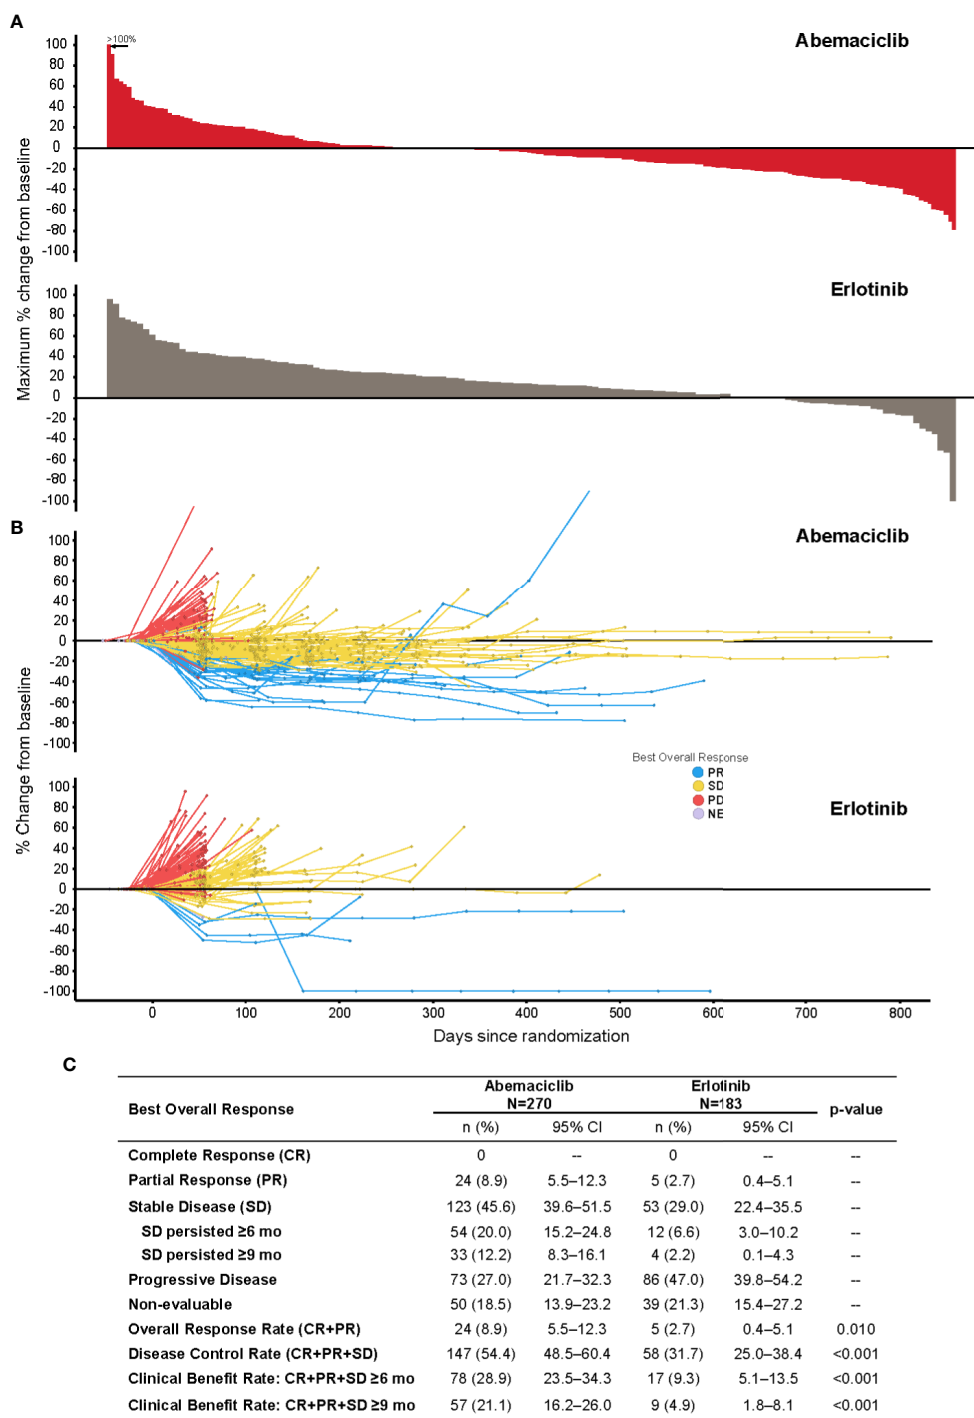 A
>100%
Abemaciclib
100
80
60
40
20
0
-20
-40
-60
-80
-100
Maximum % change from baseline
Erlotinib
100
80
60
40
20
0
-20
-40
-60
-80
-100
B
Abemaciclib
100
80
60
40
20
0
-20
-40
-60
-80
-100
% Change from baseline
Best Overall Response
PR
SD
PD
NE
Erlotinib
100
80
60
40
20
0
-20
-40
-60
-80
-100
0 100 200 300 400 500 600 700 800
Days since randomization
C
Best Overall Response Abemaciclib N=270 Erlotinib N=183 p-value
n (%) 95% CI n (%) 95% CI
Complete Response (CR) 0 -- 0 -- --
Partial Response (PR) 24 (8.9) 5.5–12.3 5 (2.7) 0.4–5.1 --
Stable Disease (SD) 123 (45.6) 39.6–51.5 53 (29.0) 22.4–35.5 --
SD persisted ≥6 mo 54 (20.0) 15.2–24.8 12 (6.6) 3.0–10.2 --
SD persisted ≥9 mo 33 (12.2) 8.3–16.1 4 (2.2) 0.1–4.3 --
Progressive Disease 73 (27.0) 21.7–32.3 86 (47.0) 39.8–54.2 --
Non-evaluable 50 (18.5) 13.9–23.2 39 (21.3) 15.4–27.2 --
Overall Response Rate (CR+PR) 24 (8.9) 5.5–12.3 5 (2.7) 0.4–5.1 0.010
Disease Control Rate (CR+PR+SD) 147 (54.4) 48.5–60.4 58 (31.7) 25.0–38.4 <0.001
Clinical Benefit Rate: CR+PR+SD ≥6 mo 78 (28.9) 23.5–34.3 17 (9.3) 5.1–13.5 <0.001
Clinical Benefit Rate: CR+PR+SD ≥9 mo 57 (21.1) 16.2–26.0 9 (4.9) 1.8–8.1 <0.001